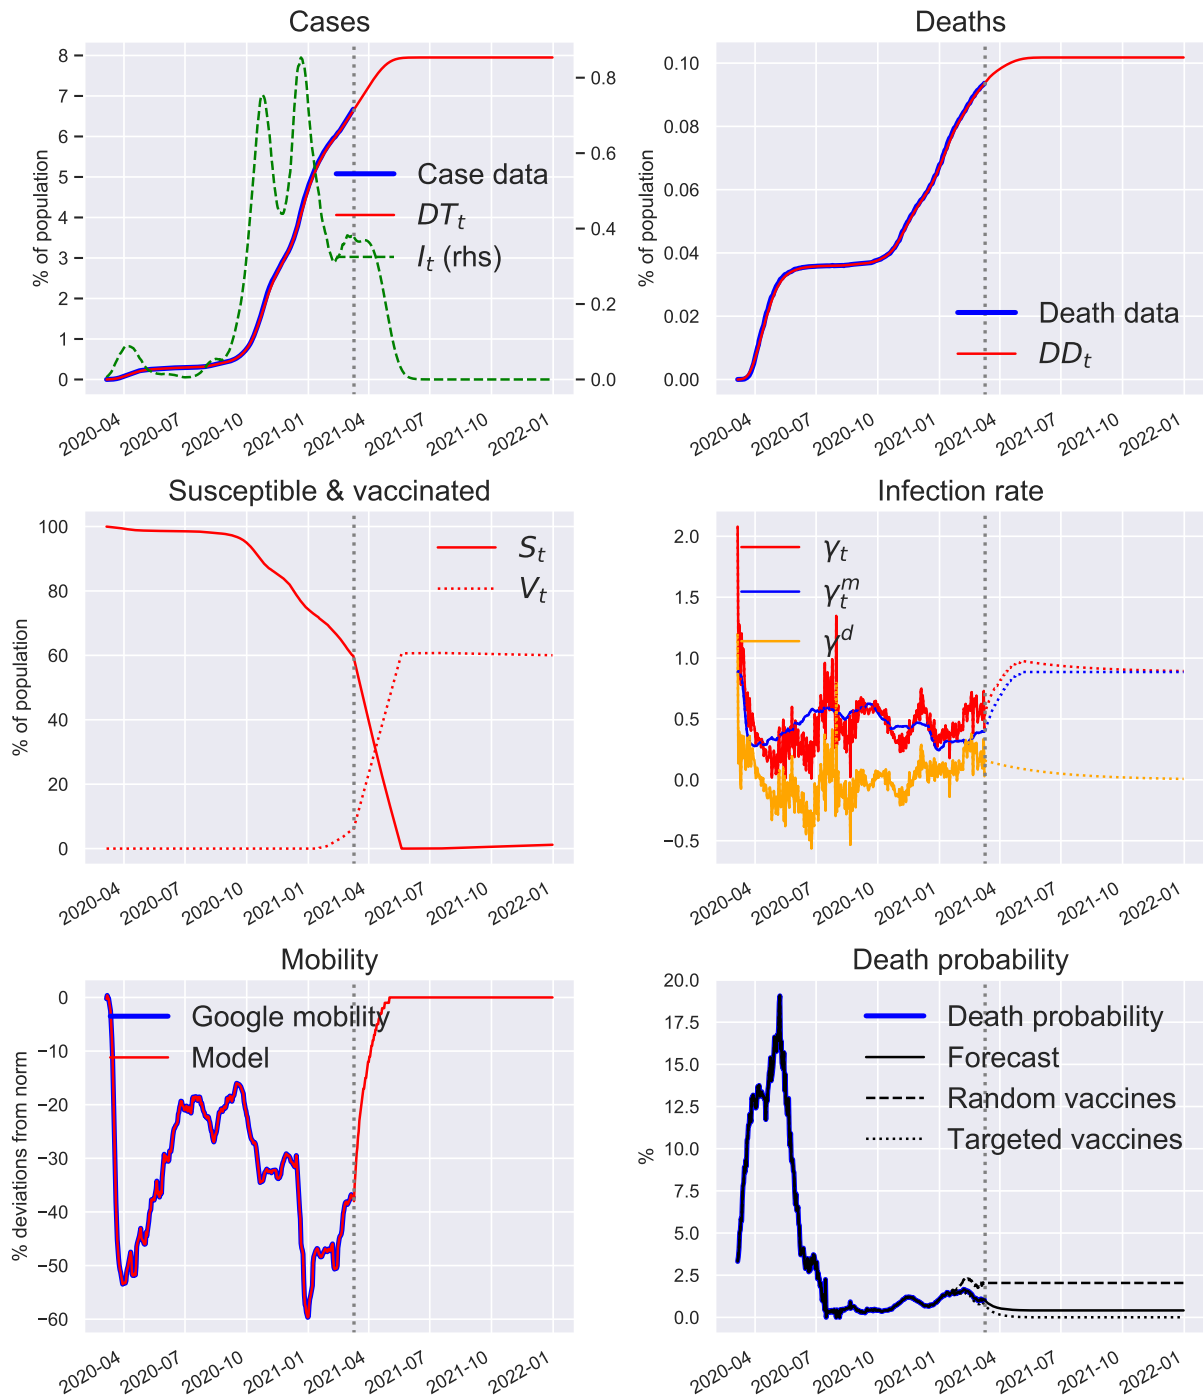 Cases
% of population
8
7
6
5
4
3
2
1
0
0.8
0.6
0.4
0.2
0.0
Case data
DT_t
I_t (rhs)
2020-04 2020-07 2020-10 2021-01 2021-04 2021-07 2021-10 2022-01
Deaths
% of population
0.10
0.08
0.06
0.04
0.02
0.00
Death data
DD_t
2020-04 2020-07 2020-10 2021-01 2021-04 2021-07 2021-10 2022-01
Susceptible & vaccinated
% of population
100
80
60
40
20
0
S_t
V_t
2020-04 2020-07 2020-10 2021-01 2021-04 2021-07 2021-10 2022-01
Infection rate
2.0
1.5
1.0
0.5
0.0
−0.5
γ_t
γ_t^m
γ^d
2020-04 2020-07 2020-10 2021-01 2021-04 2021-07 2021-10 2022-01
Mobility
% deviations from norm
0
−10
−20
−30
−40
−50
−60
Google mobility
Model
2020-04 2020-07 2020-10 2021-01 2021-04 2021-07 2021-10 2022-01
Death probability
%
20.0
17.5
15.0
12.5
10.0
7.5
5.0
2.5
0.0
Death probability
Forecast
Random vaccines
Targeted vaccines
2020-04 2020-07 2020-10 2021-01 2021-04 2021-07 2021-10 2022-01